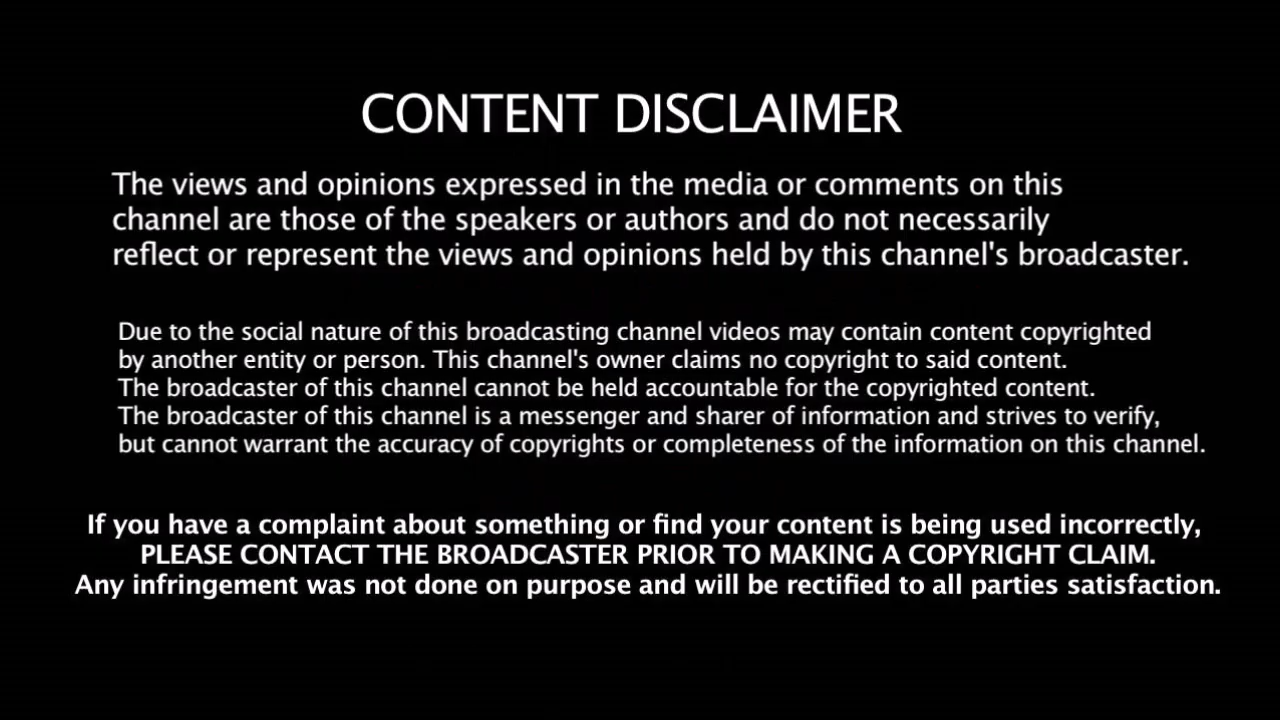 CONTENT DISCLAIMER
The views and opinions expressed in the media or comments on this
channel are those of the speakers or authors and do not necessarily
reflect or represent the views and opinions held by this channel's broadcaster.
Due to the social nature of this broadcasting channel videos may contain content copyrighted
by another entity or person. This channel's owner claims no copyright to said content.
The broadcaster of this channel cannot be held accountable for the copyrighted content.
The broadcaster of this channel is a messenger and sharer of information and strives to verify,
but cannot warrant the accuracy of copyrights or completeness of the information on this channel.
If you have a complaint about something or find your content is being used incorrectly,
PLEASE CONTACT THE BROADCASTER PRIOR TO MAKING A COPYRIGHT CLAIM.
Any infringement was not done on purpose and will be rectified to all parties satisfaction.